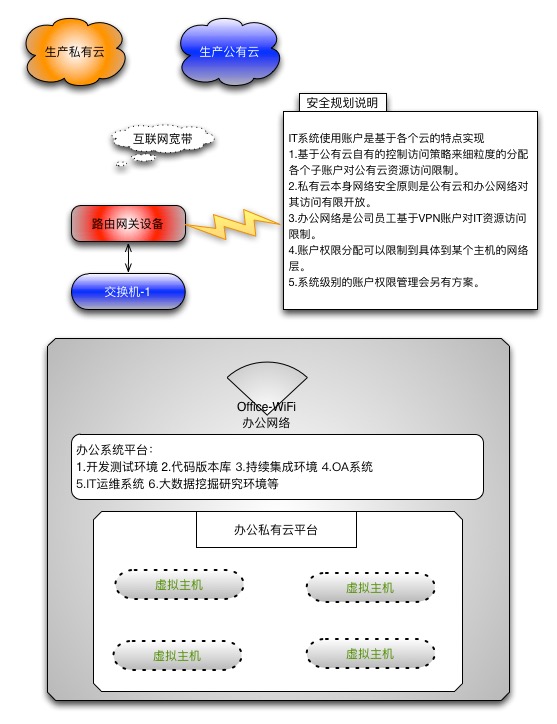 生产私有云
生产公有云
安全规划说明
互联网宽带
IT系统使用账户是基于各个云的特点实现
1.基于公有云自有的控制访问策略来细粒度的分配
各个子账户对公有云资源访问限制。
2.私有云本身网络安全原则是公有云和办公网络对
其访问有限开放。
3.办公网络是公司员工基于VPN账户对IT资源访问
限制。
4.账户权限分配可以限制到具体到某个主机的网络
层。
5.系统级别的账户权限管理会另有方案。
路由网关设备
交换机-1
Office-WiFi
办公网络
办公系统平台：
1.开发测试环境 2.代码版本库 3.持续集成环境 4.OA系统
5.IT运维系统 6.大数据挖掘研究环境等
办公私有云平台
虚拟主机
虚拟主机
虚拟主机
虚拟主机